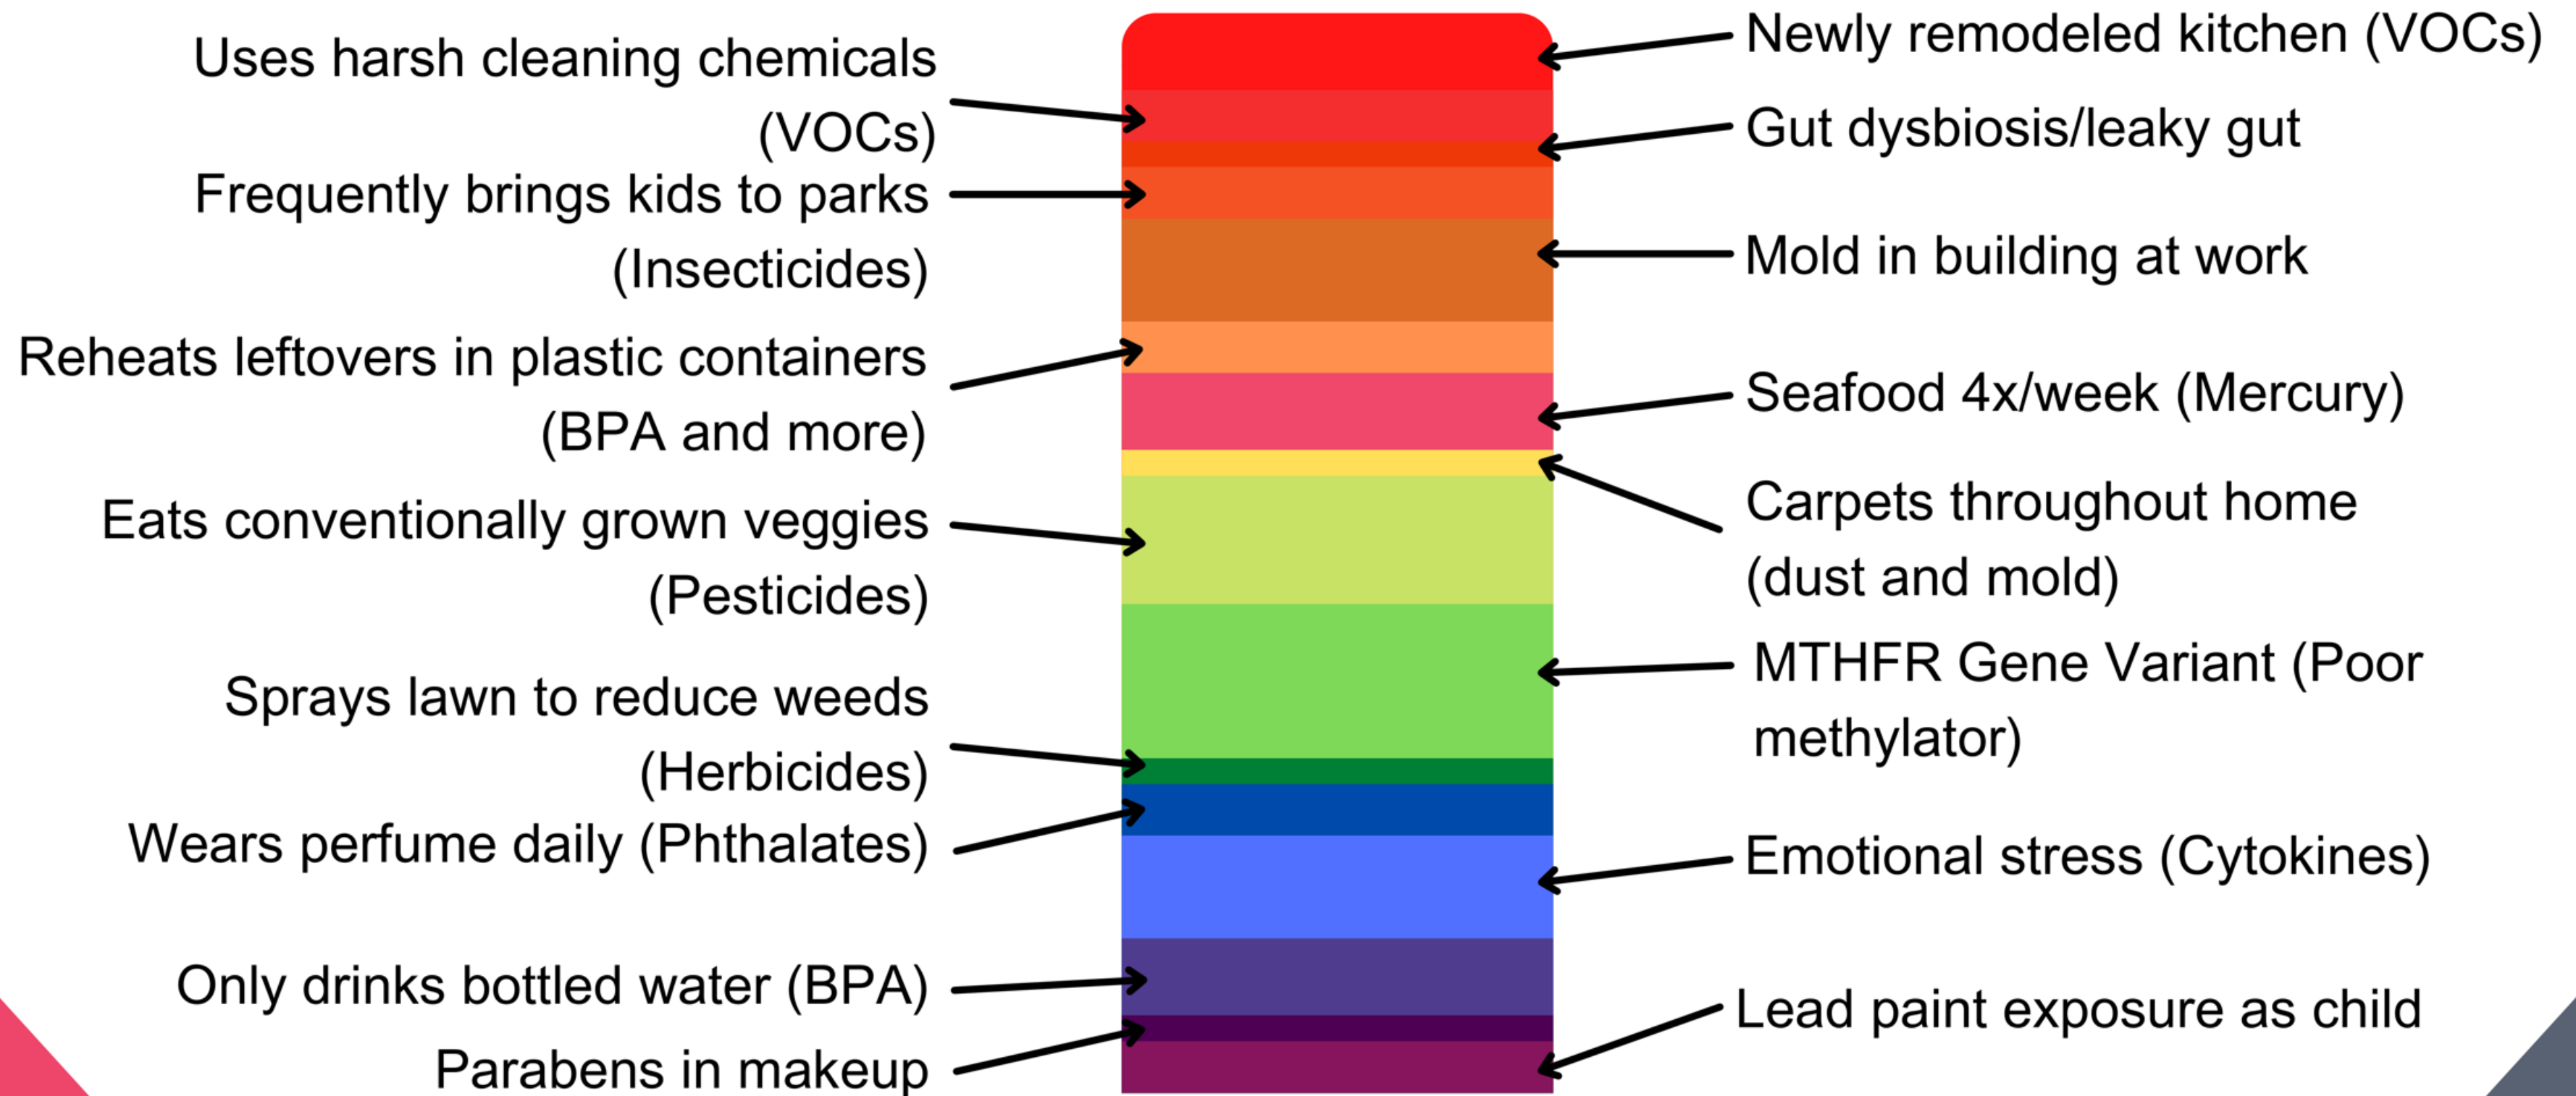 Uses harsh cleaning chemicals
(VOCs)
Frequently brings kids to parks
(Insecticides)
Reheats leftovers in plastic containers
(BPA and more)
Eats conventionally grown veggies
(Pesticides)
Sprays lawn to reduce weeds
(Herbicides)
Wears perfume daily (Phthalates)
Only drinks bottled water (BPA)
Parabens in makeup
Newly remodeled kitchen (VOCs)
Gut dysbiosis/leaky gut
Mold in building at work
Seafood 4x/week (Mercury)
Carpets throughout home
(dust and mold)
MTHFR Gene Variant (Poor
methylator)
Emotional stress (Cytokines)
Lead paint exposure as child